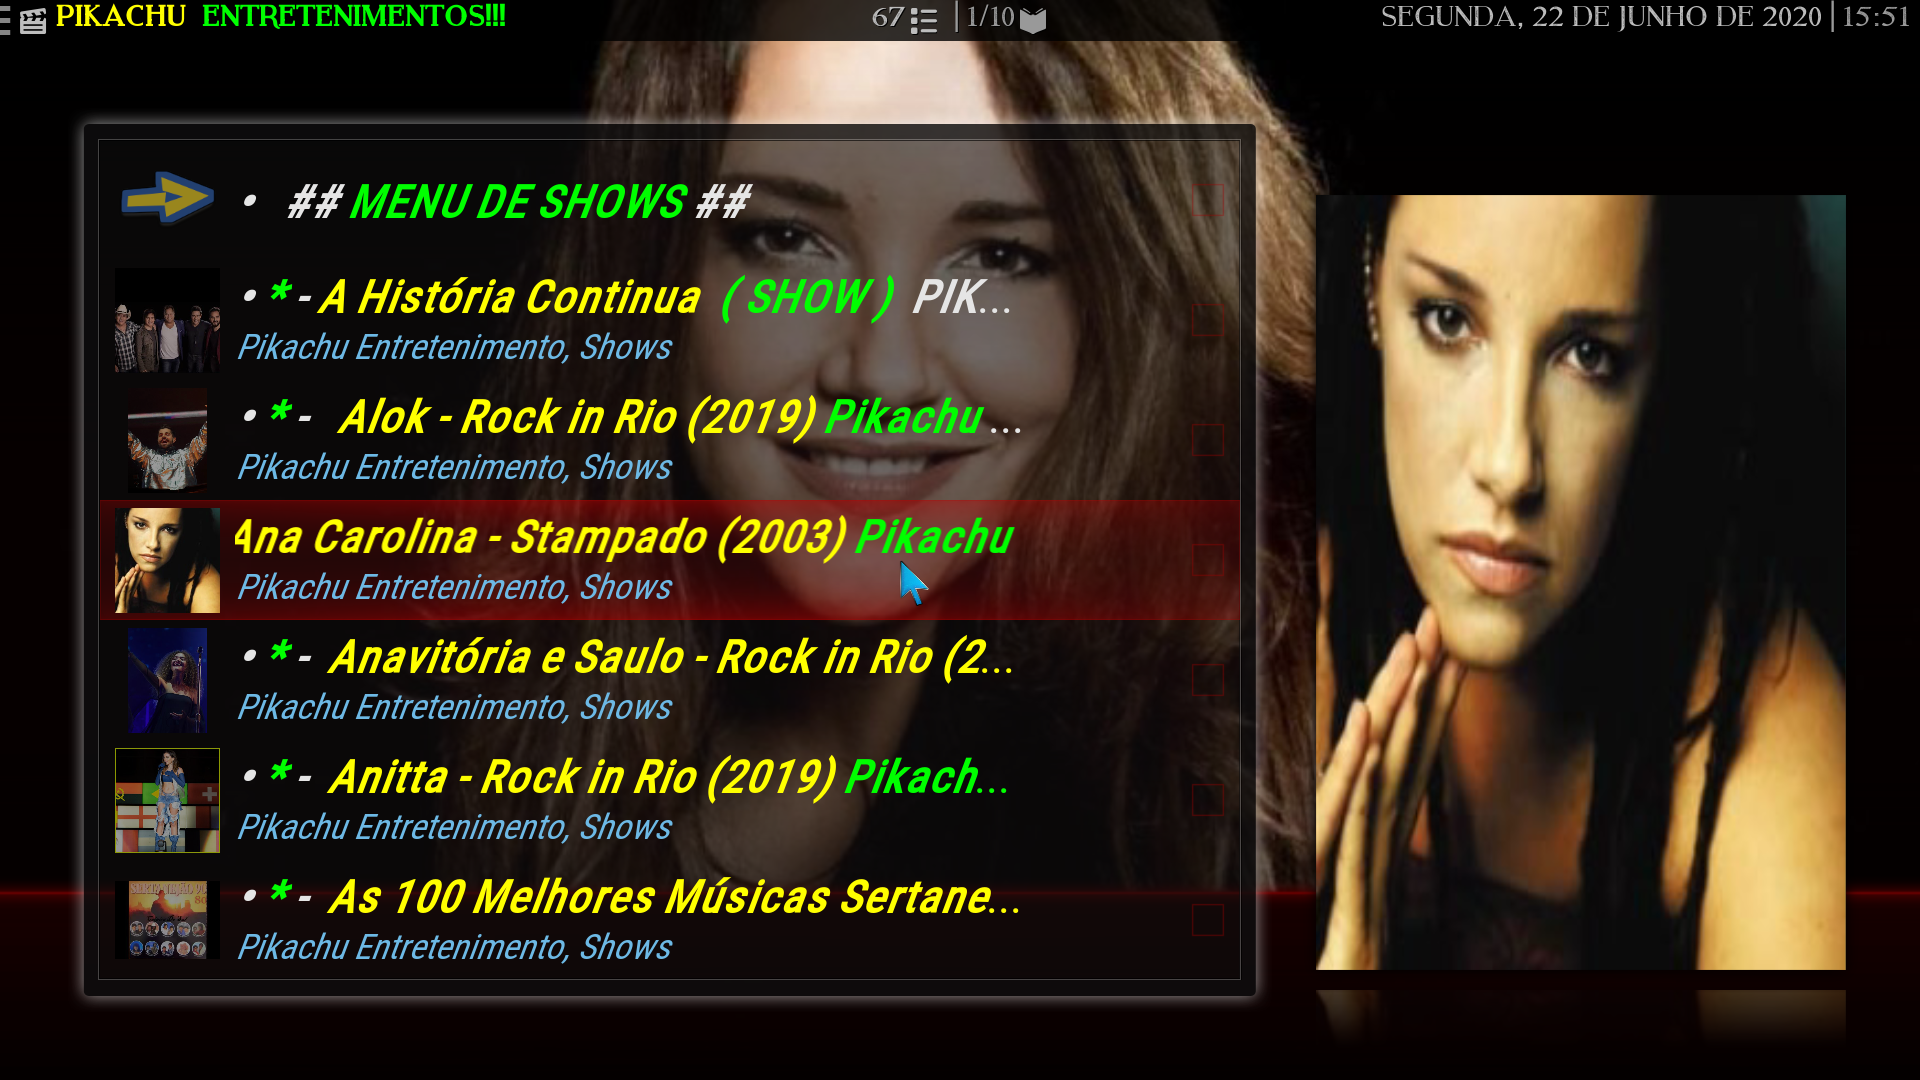 PIKACHU ENTRETENIMENTOS!!!
67 | 1/10
SEGUNDA, 22 DE JUNHO DE 2020 | 15:51
• ## MENU DE SHOWS ##
• * - A História Continua ( SHOW ) PIK...
Pikachu Entretenimento, Shows
• * - Alok - Rock in Rio (2019) Pikachu ...
Pikachu Entretenimento, Shows
Ana Carolina - Stampado (2003) Pikachu
Pikachu Entretenimento, Shows
• * - Anavitória e Saulo - Rock in Rio (2...
Pikachu Entretenimento, Shows
• * - Anitta - Rock in Rio (2019) Pikach...
Pikachu Entretenimento, Shows
• * - As 100 Melhores Músicas Sertane...
Pikachu Entretenimento, Shows